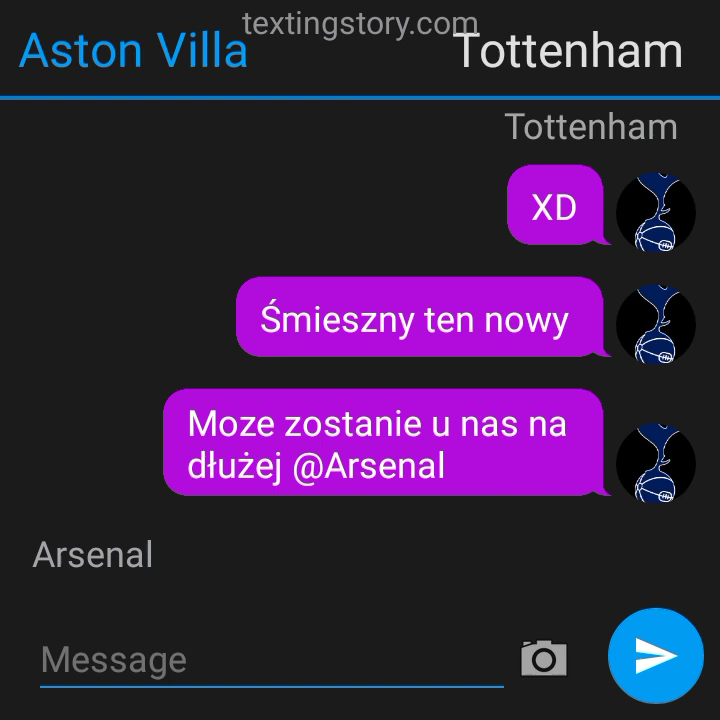 textingstory.com
Aston Villa
Tottenham
Tottenham
XD
Śmieszny ten nowy
Moze zostanie u nas na
dłużej @Arsenal
Arsenal
Message